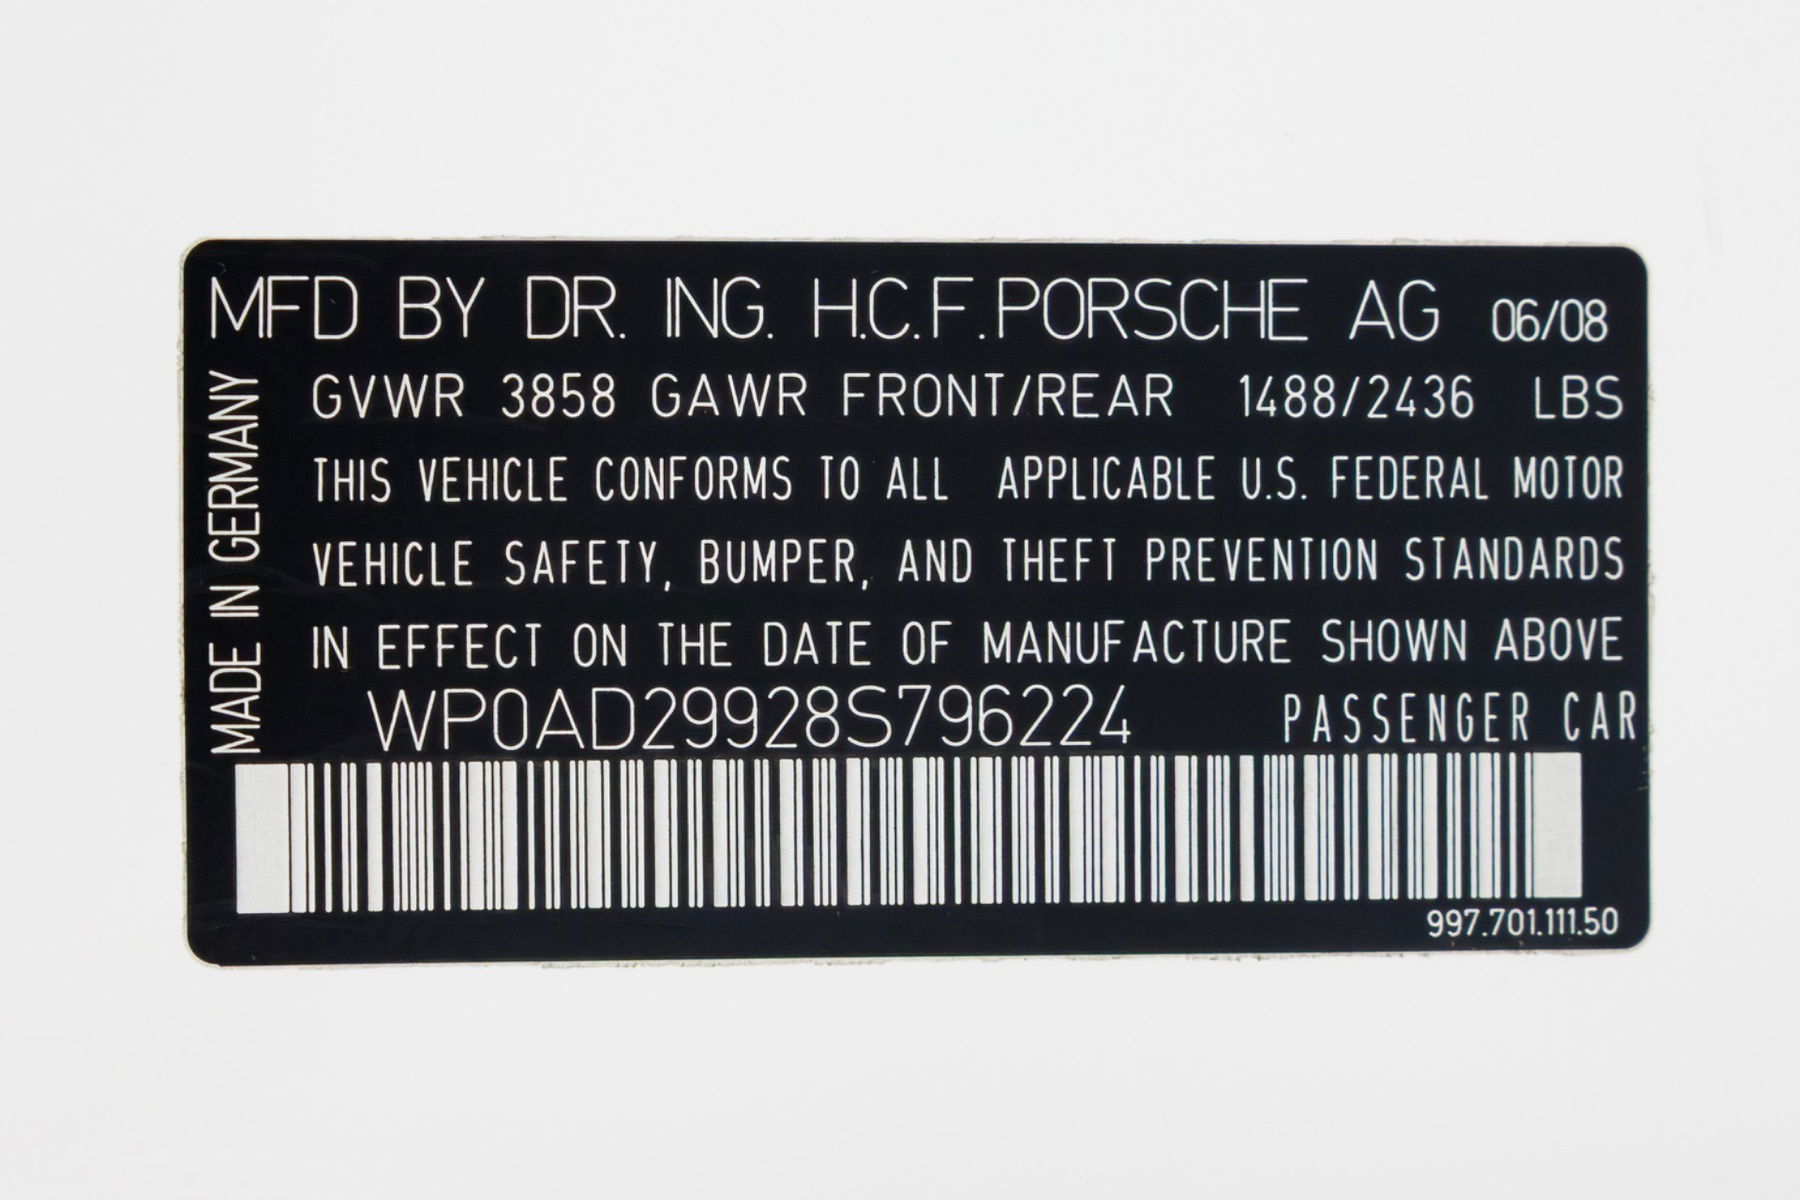 MFD BY DR. ING. H.C.F.PORSCHE AG 06/08
GVWR 3858 GAWR FRONT/REAR 1488/2436 LBS
THIS VEHICLE CONFORMS TO ALL APPLICABLE U.S. FEDERAL MOTOR
VEHICLE SAFETY, BUMPER, AND THEFT PREVENTION STANDARDS
IN EFFECT ON THE DATE OF MANUFACTURE SHOWN ABOVE
WP0AD29928S796224 PASSENGER CAR
997.701.111.50
MADE IN GERMANY